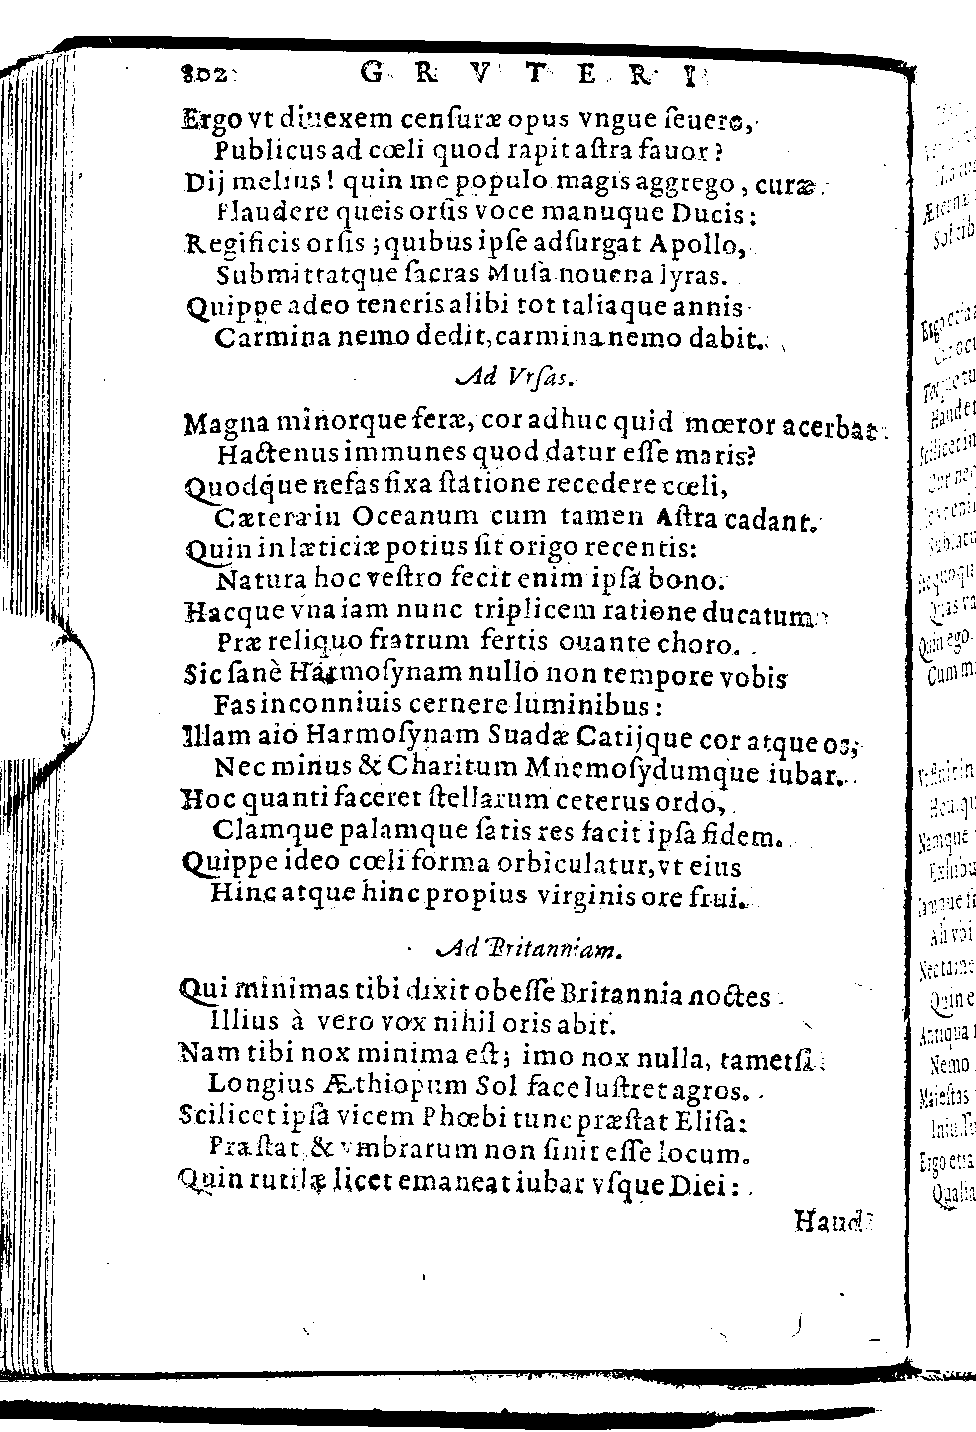 802 G R V T E R I
Ergo vt diuexem cenſuræ opus vngue ſeuero,
Publicus ad cœli quod rapit aſtra fauor?
Dij melius! quin me populo magis aggrego, curæ
Plaudere queis orſis voce manuque Ducis:
Regificis orſis; quibus ipſe adſurgat Apollo,
Submittatque ſacras Muſa nouena lyras.
Quippe adeo teneris alibi tot taliaque annis
Carmina nemo dedit, carmina nemo dabit.
Ad Vrſas.
Magna minorque feræ, cor adhuc quid mœror acerbat
Hactenus immunes quod datur eſſe maris?
Quodque nefas fixa ſtatione recedere cœli,
Cætera in Oceanum cum tamen Aſtra cadant.
Quin in læticiæ potius ſit origo recentis:
Natura hoc veſtro fecit enim ipſa bono.
Hacque vna iam nunc triplicem ratione ducatum
Præ reliquo fratrum fertis ouante choro.
Sic ſanè Harmoſynam nullo non tempore vobis
Fas inconniuis cernere luminibus:
Illam aio Harmoſynam Suadæ Catijque cor atque os;
Nec minus & Charitum Mnemoſydumque iubar.
Hoc quanti faceret ſtellarum ceterus ordo,
Clamque palamque ſatis res facit ipſa fidem.
Quippe ideo cœli forma orbiculatur, vt eius
Hinc atque hinc propius virginis ore frui.
Ad Britanniam.
Qui minimas tibi dixit obeſſe Britannia noctes
Illius à vero vox nihil oris abit.
Nam tibi nox minima eſt; imo nox nulla, tametſi
Longius Æthiopum Sol face luſtret agros.
Scilicet ipſa vicem Phœbi tunc præſtat Eliſa:
Præſtat & vmbrarum non ſinit eſſe locum.
Quin rutilæ licet emaneat iubar vſque Diei:
Haud